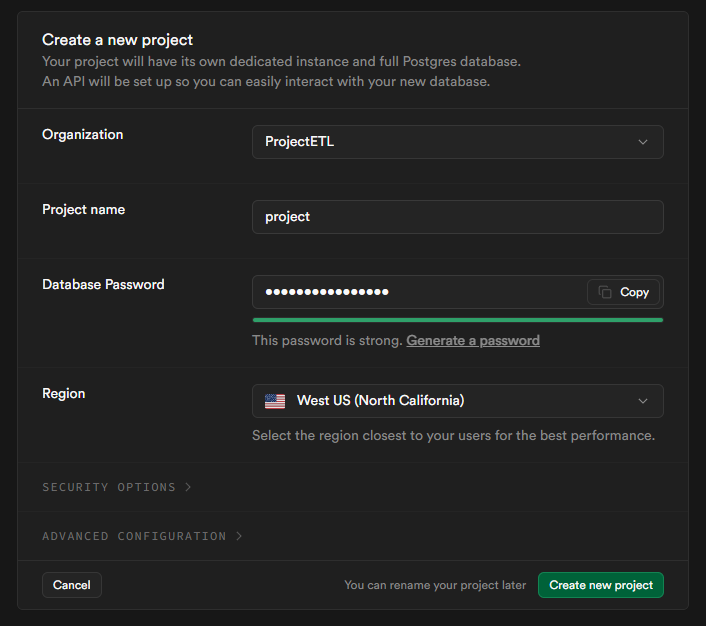 Create a new project
Your project will have its own dedicated instance and full Postgres database.
An API will be set up so you can easily interact with your new database.
Organization
ProjectETL
Project name
project
Database Password
••••••••••••••••
Copy
This password is strong. Generate a password
Region
West US (North California)
Select the region closest to your users for the best performance.
SECURITY OPTIONS >
ADVANCED CONFIGURATION >
Cancel
You can rename your project later
Create new project